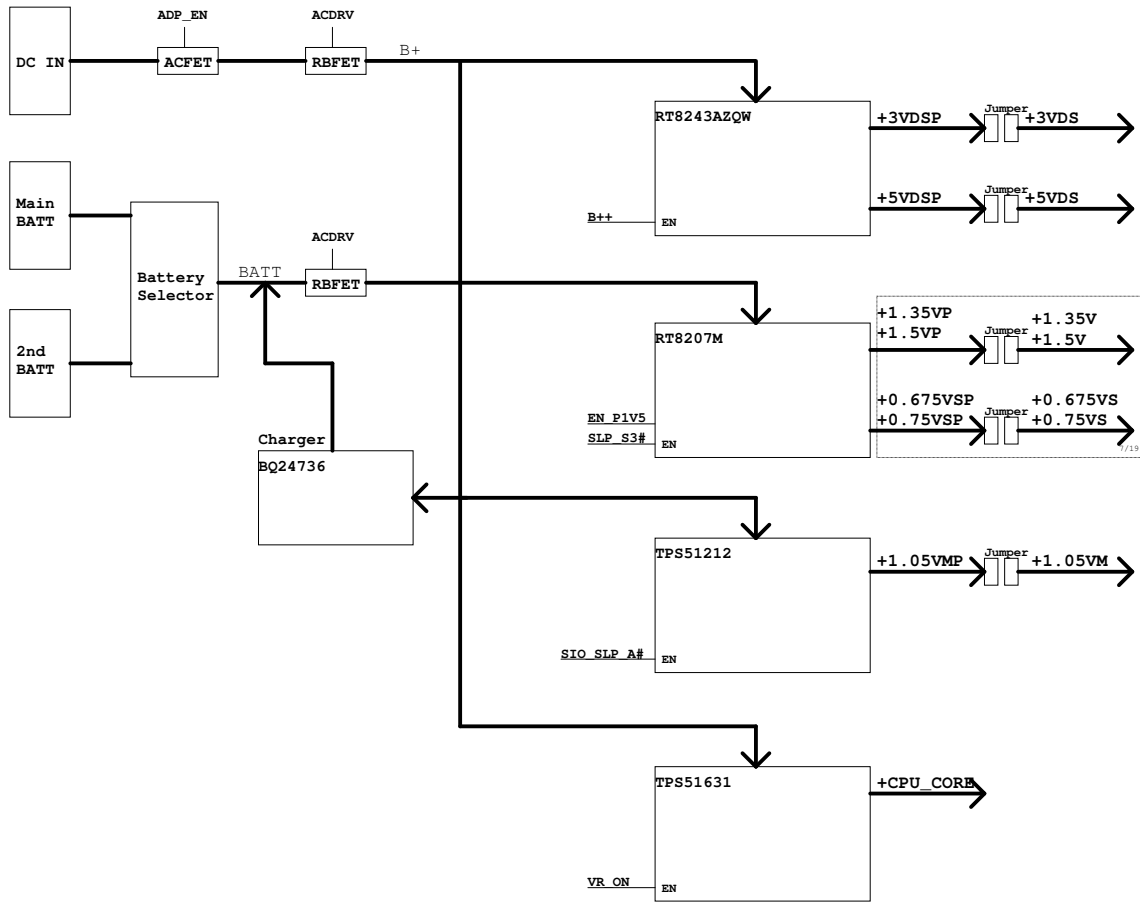 ADP_EN
ACDRV
DC IN
ACFET
RBFET
B+
RT8243AZQW
+3VDSP
Jumper
+3VDS
+5VDSP
Jumper
+5VDS
B++
EN
Main
BATT
2nd
BATT
Battery
Selector
BATT
ACDRV
RBFET
RT8207M
+1.35VP
+1.5VP
Jumper
+1.35V
+1.5V
+0.675VSP
+0.75VSP
Jumper
+0.675VS
+0.75VS
7/19
EN_P1V5
SLP_S3#
EN
Charger
BQ24736
TPS51212
+1.05VMP
Jumper
+1.05VM
SIO_SLP_A#
EN
TPS51631
+CPU_CORE
VR_ON
EN